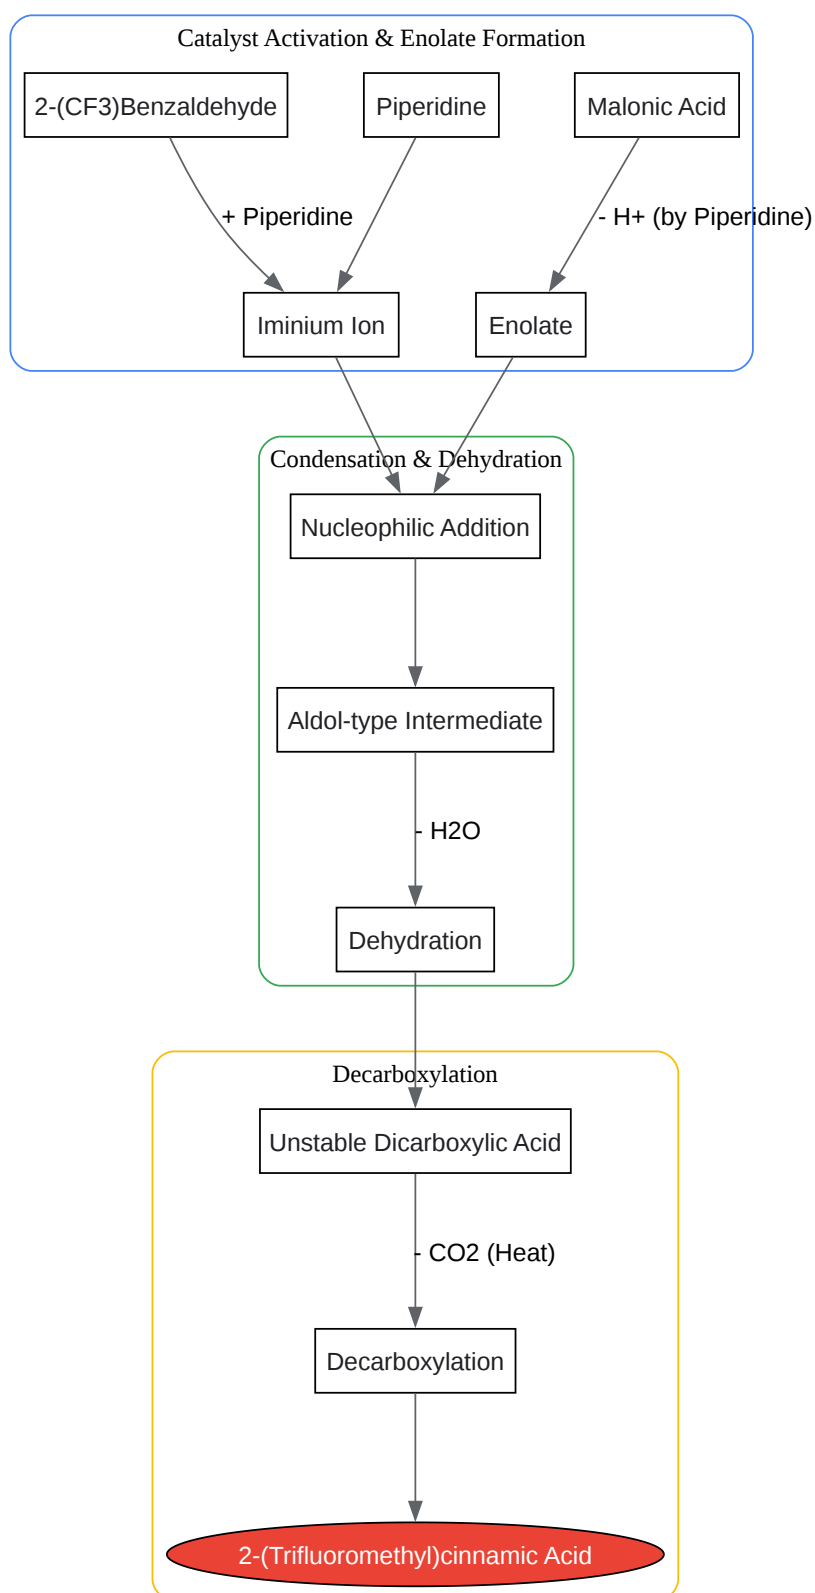 Catalyst Activation & Enolate Formation
2-(CF3)Benzaldehyde
Piperidine
Malonic Acid
+ Piperidine
- H+ (by Piperidine)
Iminium Ion
Enolate
Condensation & Dehydration
Nucleophilic Addition
Aldol-type Intermediate
- H2O
Dehydration
Decarboxylation
Unstable Dicarboxylic Acid
- CO2 (Heat)
Decarboxylation
2-(Trifluoromethyl)cinnamic Acid